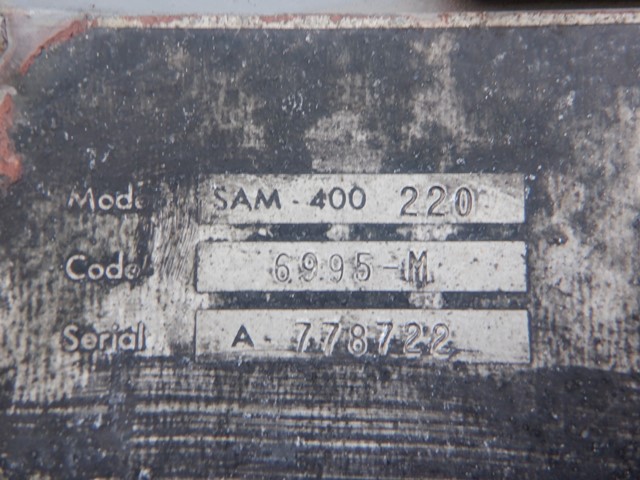 Model SAM - 400 220
Code 6995-M
Serial A - 778722